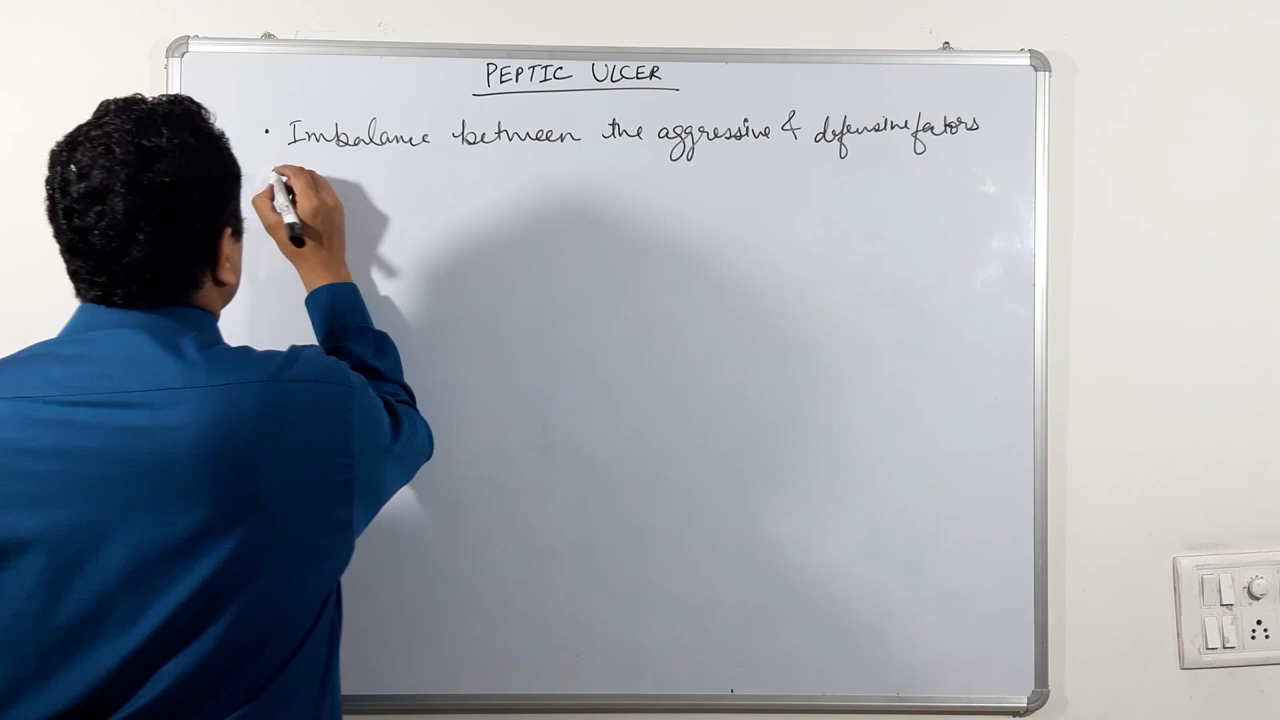 PEPTIC ULCER
• Imbalance between the aggressive & defensive factors